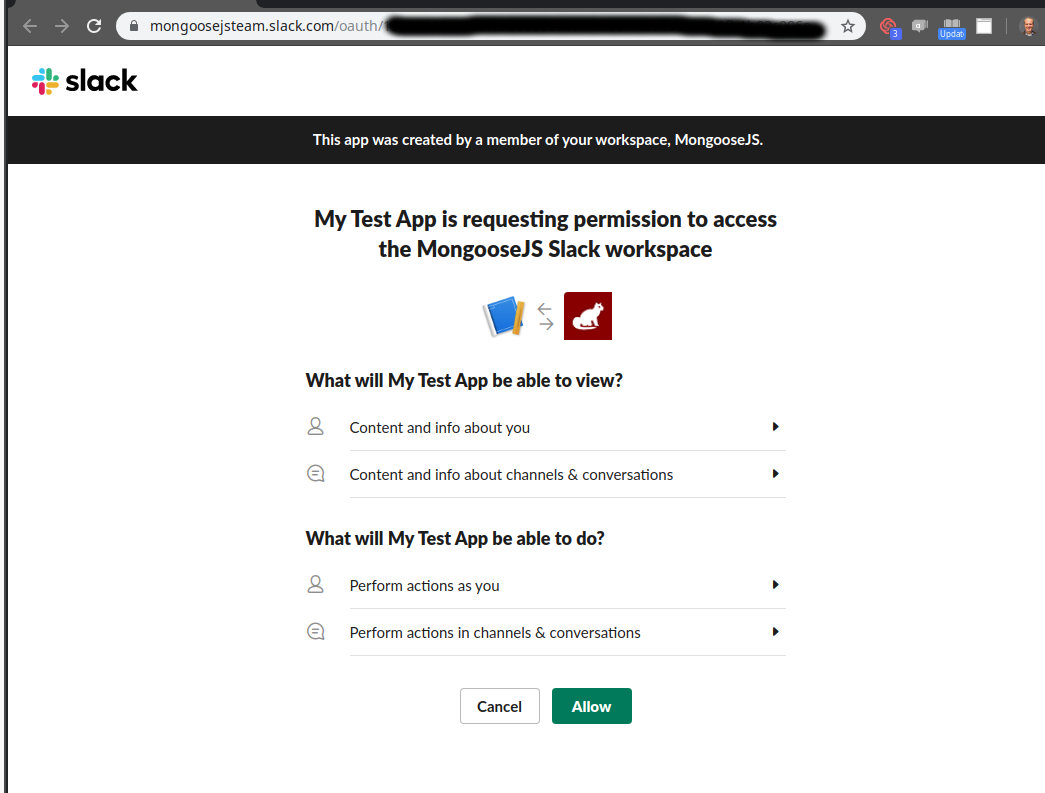 mongoosejsteam.slack.com/oauth/
3
Updat
slack
This app was created by a member of your workspace, MongooseJS.
My Test App is requesting permission to access
the MongooseJS Slack workspace
What will My Test App be able to view?
Content and info about you
Content and info about channels & conversations
What will My Test App be able to do?
Perform actions as you
Perform actions in channels & conversations
Cancel
Allow